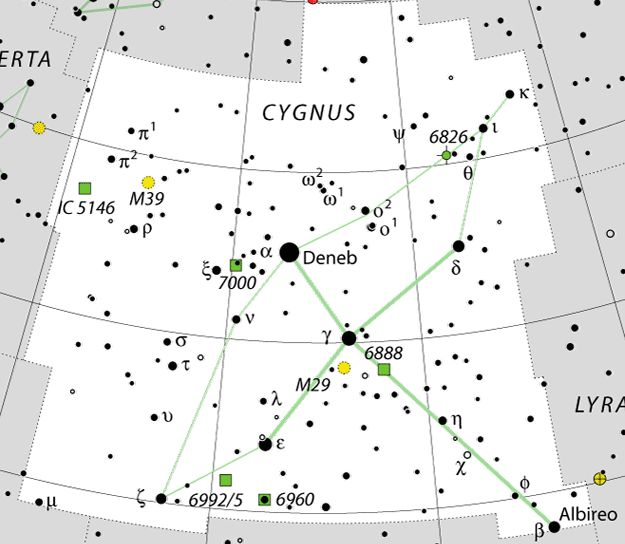 ERTA
CYGNUS
κ
ψ
6826
ι
π¹
π²
θ
ω²
ω¹
IC 5146
M39
ο²
ο¹
ρ
α
Deneb
δ
ξ
7000
ν
γ
σ
6888
τ
M29
λ
LYRA
υ
η
ε
χ
φ
μ
ζ
6992/5
6960
Albireo
β